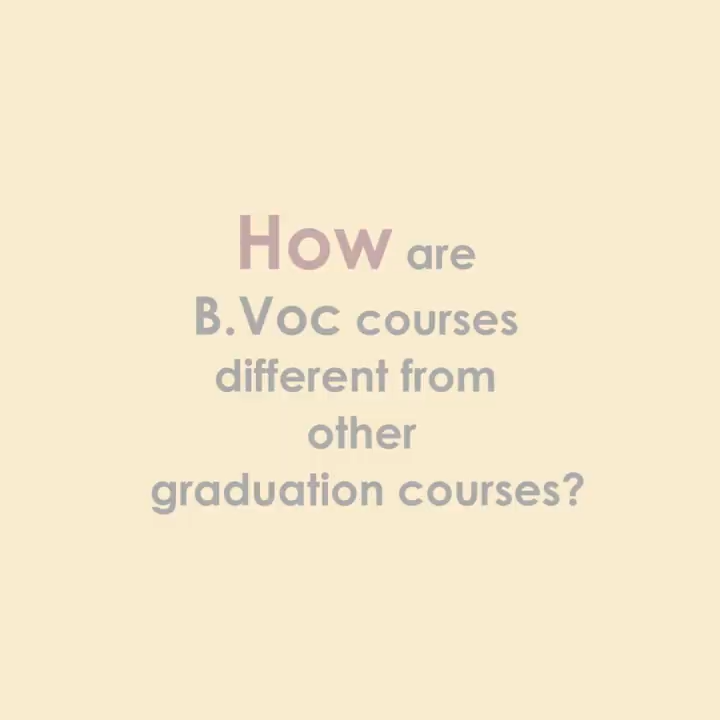 How are
B.Voc courses
different from
other
graduation courses?